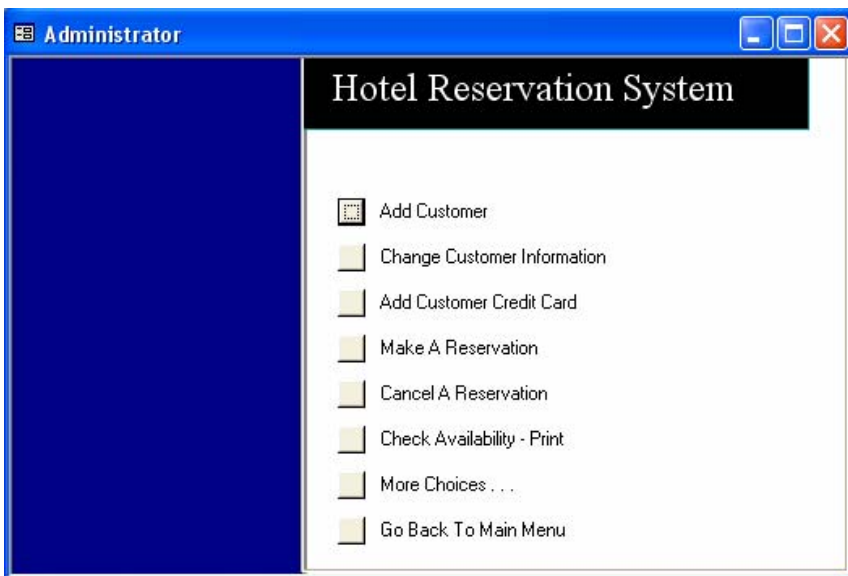 Administrator
Hotel Reservation System
Add Customer
Change Customer Information
Add Customer Credit Card
Make A Reservation
Cancel A Reservation
Check Availability - Print
More Choices . . .
Go Back To Main Menu